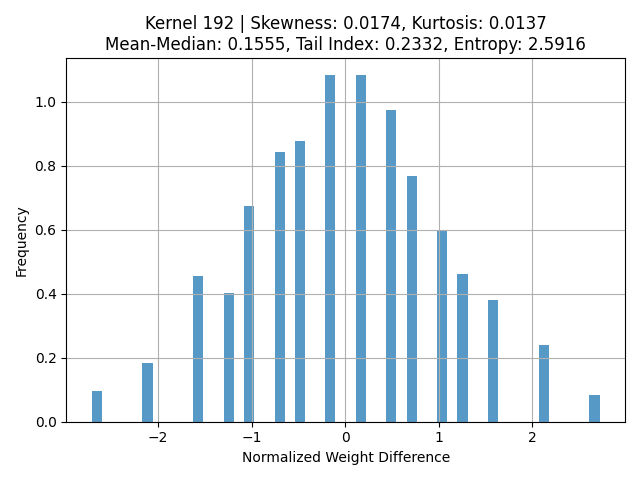 Kernel 192 | Skewness: 0.0174, Kurtosis: 0.0137
Mean-Median: 0.1555, Tail Index: 0.2332, Entropy: 2.5916
1.0
0.8
0.6
0.4
0.2
0.0
Frequency
−2
−1
0
1
2
Normalized Weight Difference